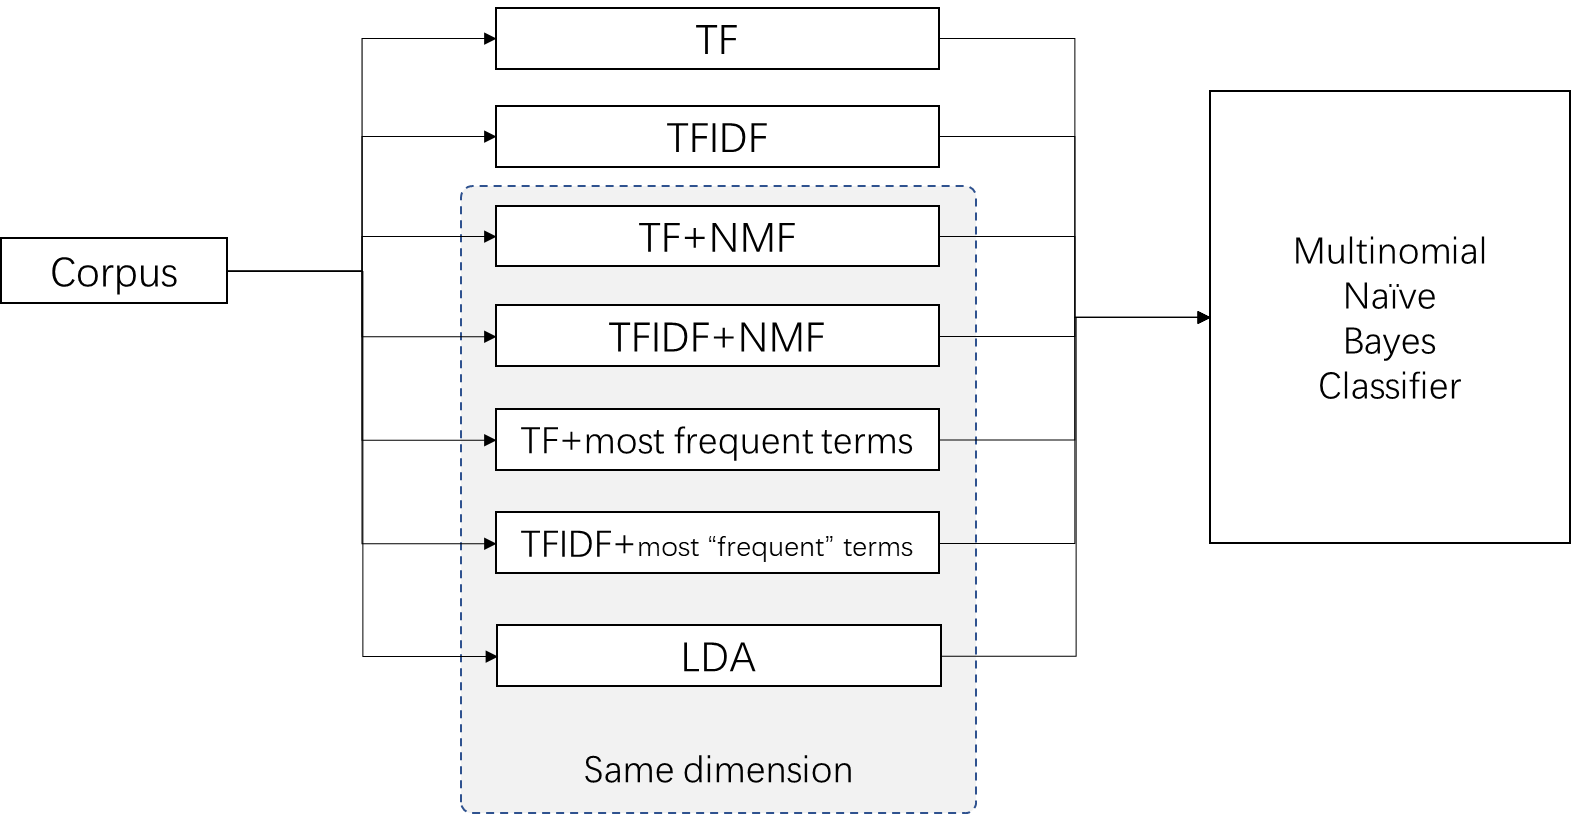 TF
TFIDF
TF+NMF
Corpus
TFIDF+NMF
TF+most frequent terms
TFIDF+most “frequent” terms
LDA
Same dimension
Multinomial
Naïve
Bayes
Classifier